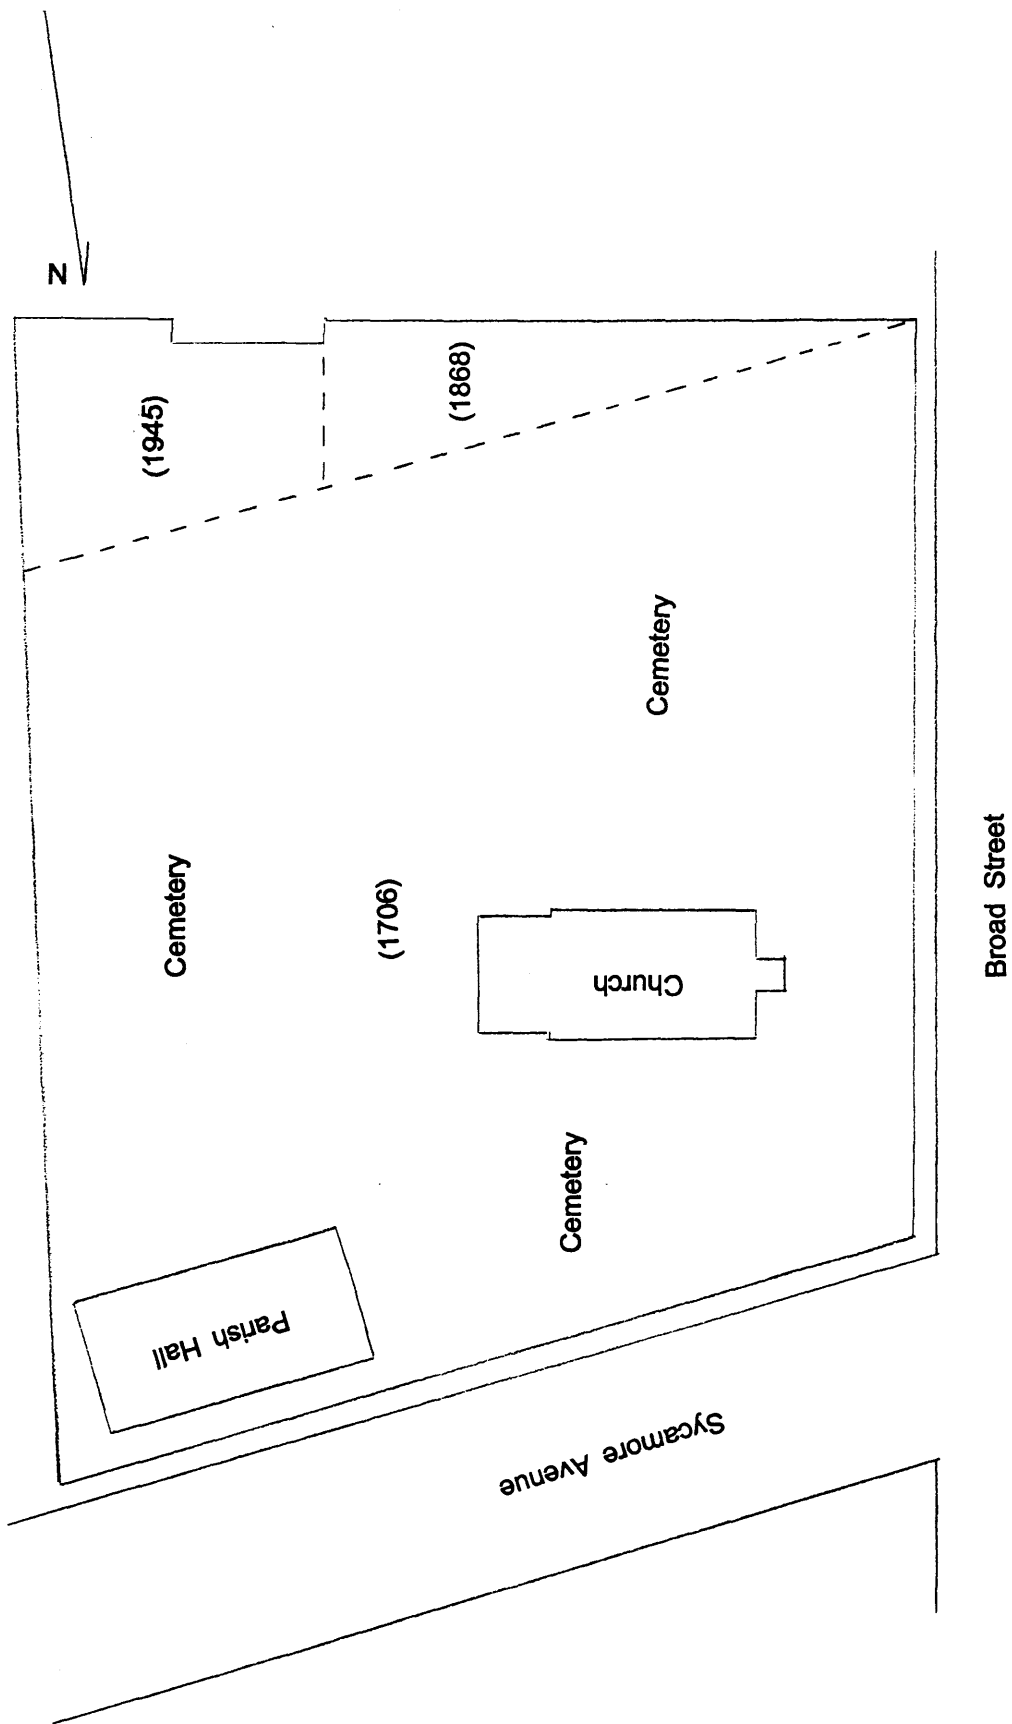 N
(1945)
(1868)
Cemetery
Cemetery
(1706)
Church
Cemetery
Parish Hall
Sycamore Avenue
Broad Street